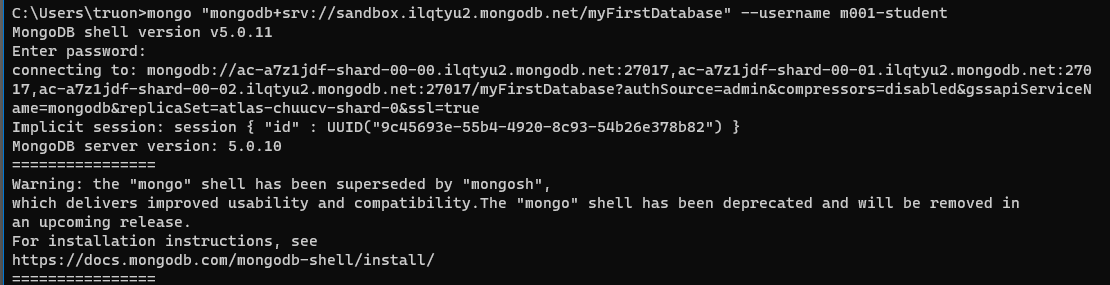 C:\Users\truon>mongo "mongodb+srv://sandbox.ilqtyu2.mongodb.net/myFirstDatabase" --username m001-student
MongoDB shell version v5.0.11
Enter password:
connecting to: mongodb://ac-a7z1jdf-shard-00-00.ilqtyu2.mongodb.net:27017,ac-a7z1jdf-shard-00-01.ilqtyu2.mongodb.net:270
17,ac-a7z1jdf-shard-00-02.ilqtyu2.mongodb.net:27017/myFirstDatabase?authSource=admin&compressors=disabled&gssapiServiceN
ame=mongodb&replicaSet=atlas-chuucv-shard-0&ssl=true
Implicit session: session { "id" : UUID("9c45693e-55b4-4920-8c93-54b26e378b82") }
MongoDB server version: 5.0.10
================
Warning: the "mongo" shell has been superseded by "mongosh",
which delivers improved usability and compatibility.The "mongo" shell has been deprecated and will be removed in
an upcoming release.
For installation instructions, see
https://docs.mongodb.com/mongodb-shell/install/
================